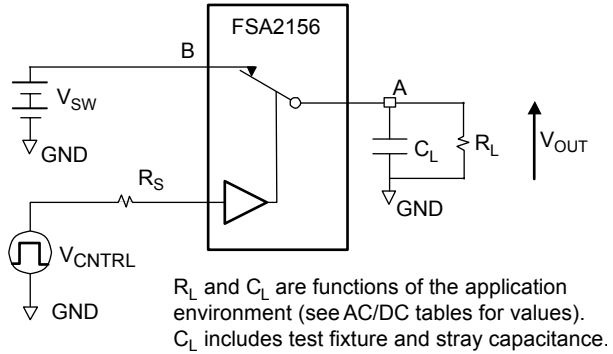 FSA2156
B
A
V_SW
C_L
R_L
V_OUT
GND
R_S
GND
V_CNTRL
GND
R_L and C_L are functions of the application
environment (see AC/DC tables for values).
C_L includes test fixture and stray capacitance.